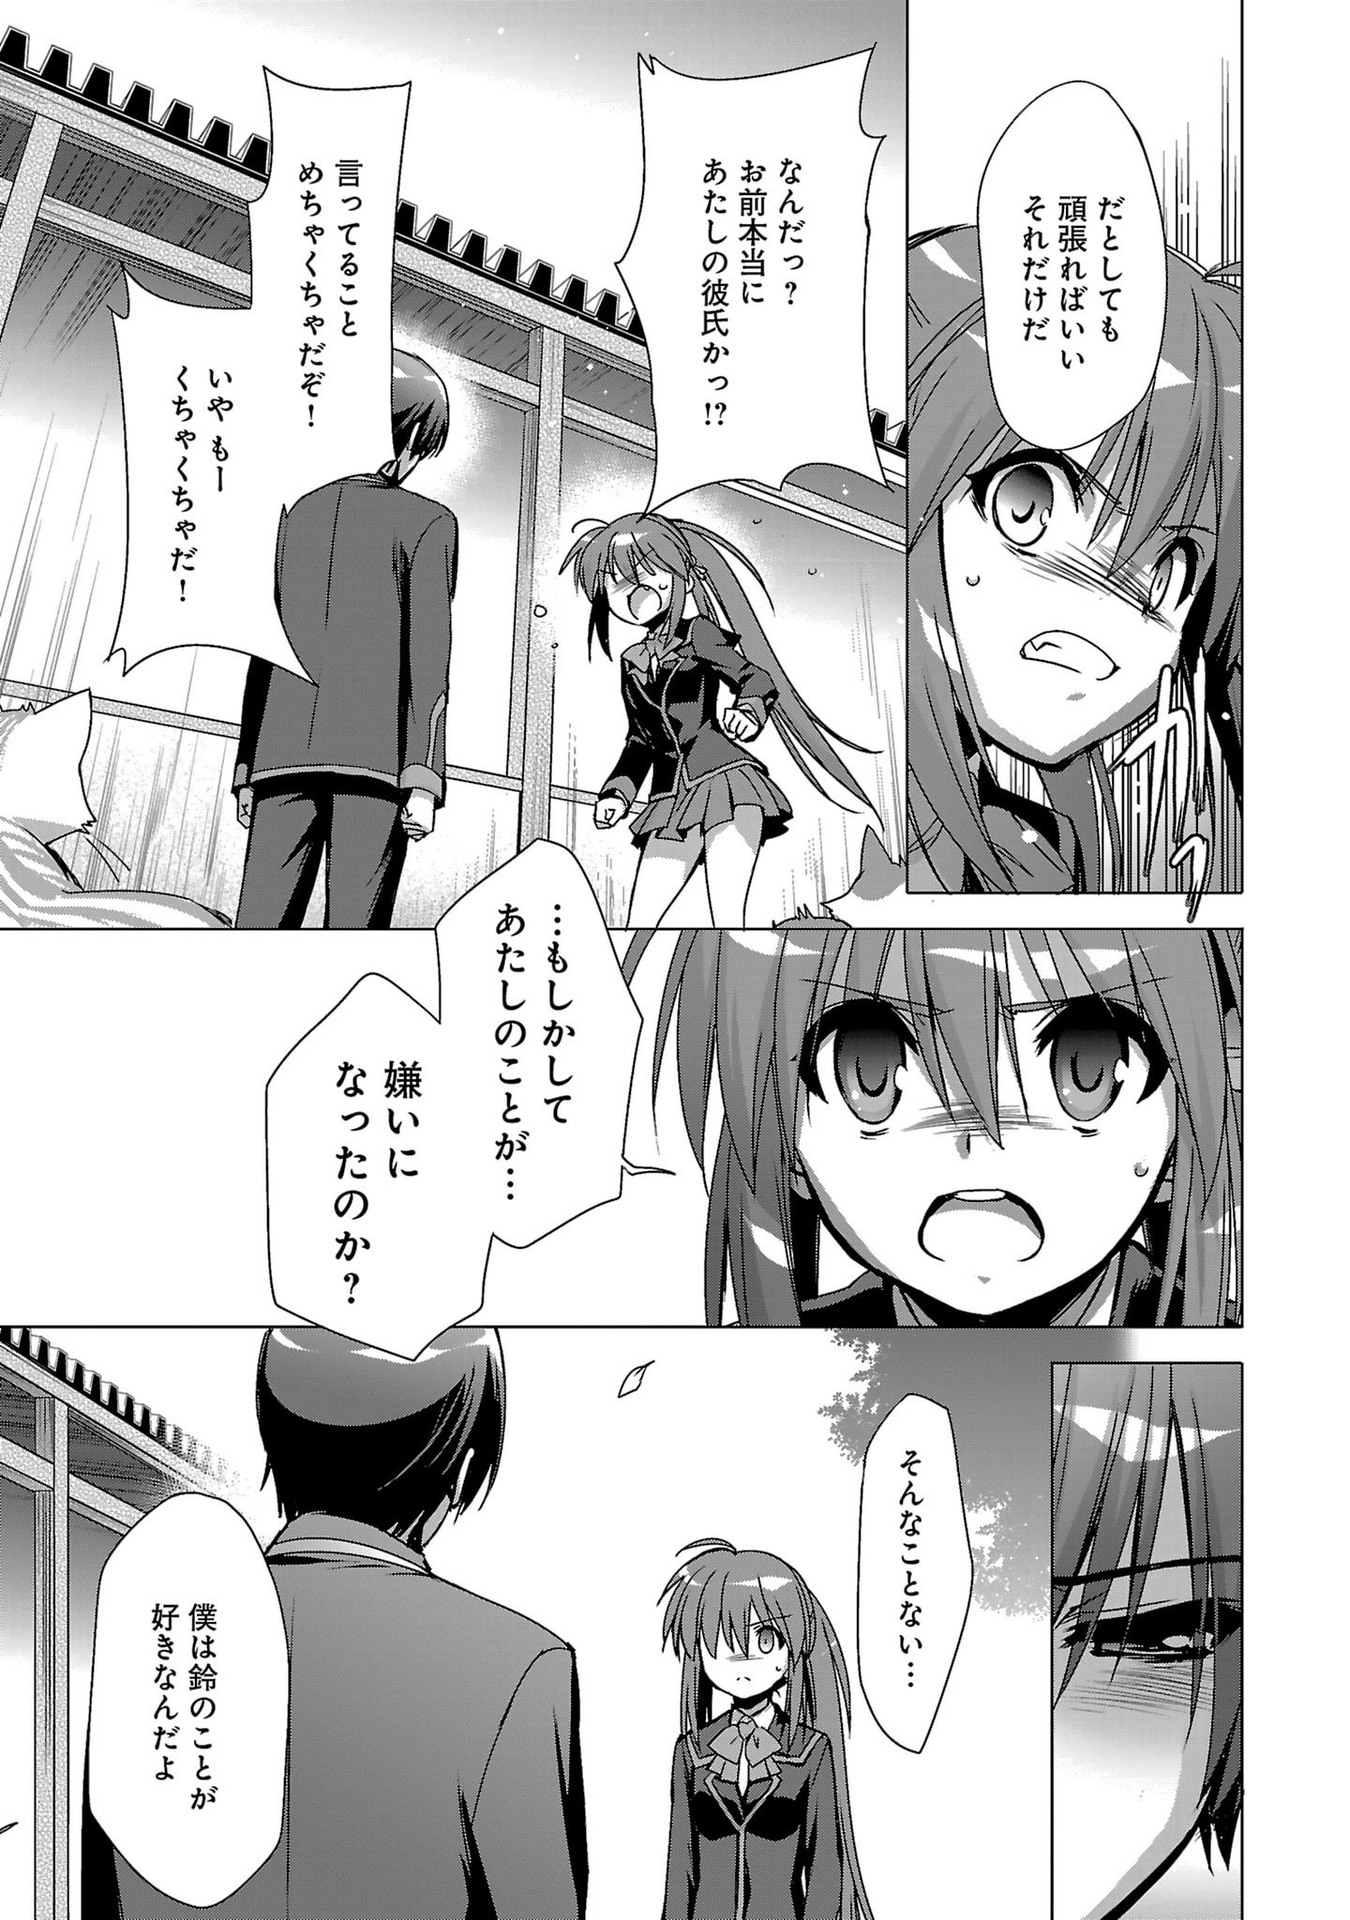 だとしても
頑張ればいい
それだけだ
ググッ
なんだっ?
お前本当に
あたしの彼氏かっ!?
言ってること
めちゃくちゃだぞ!
いやもー
くちゃくちゃだ!
…もしかして
あたしのことが…
嫌いに
なったのか?
そんなことない…
僕は鈴のことが
好きなんだよ